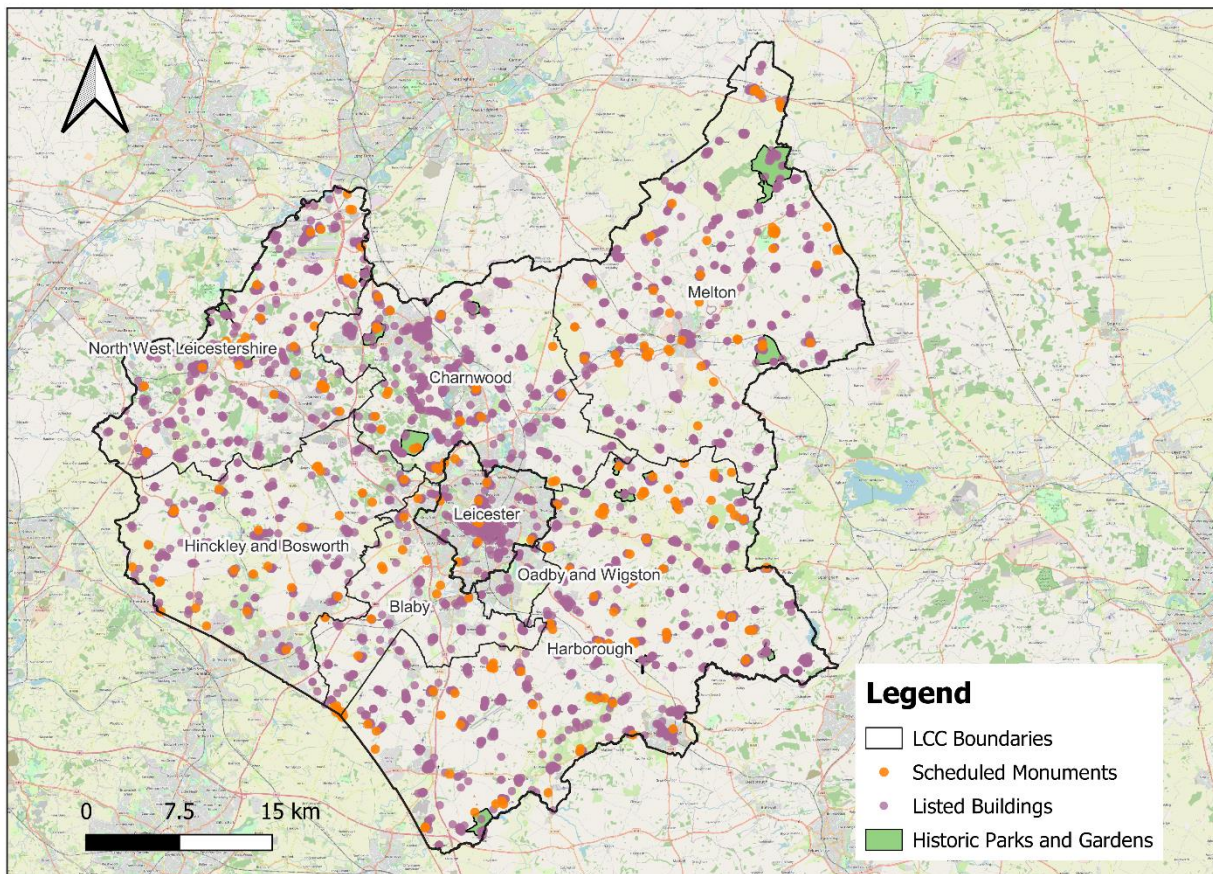 Melton
North West Leicestershire
Charnwood
Leicester
Hinckley and Bosworth
Oadby and Wigston
Blaby
Harborough
Legend
LCC Boundaries
Scheduled Monuments
Listed Buildings
Historic Parks and Gardens
0 7.5 15 km